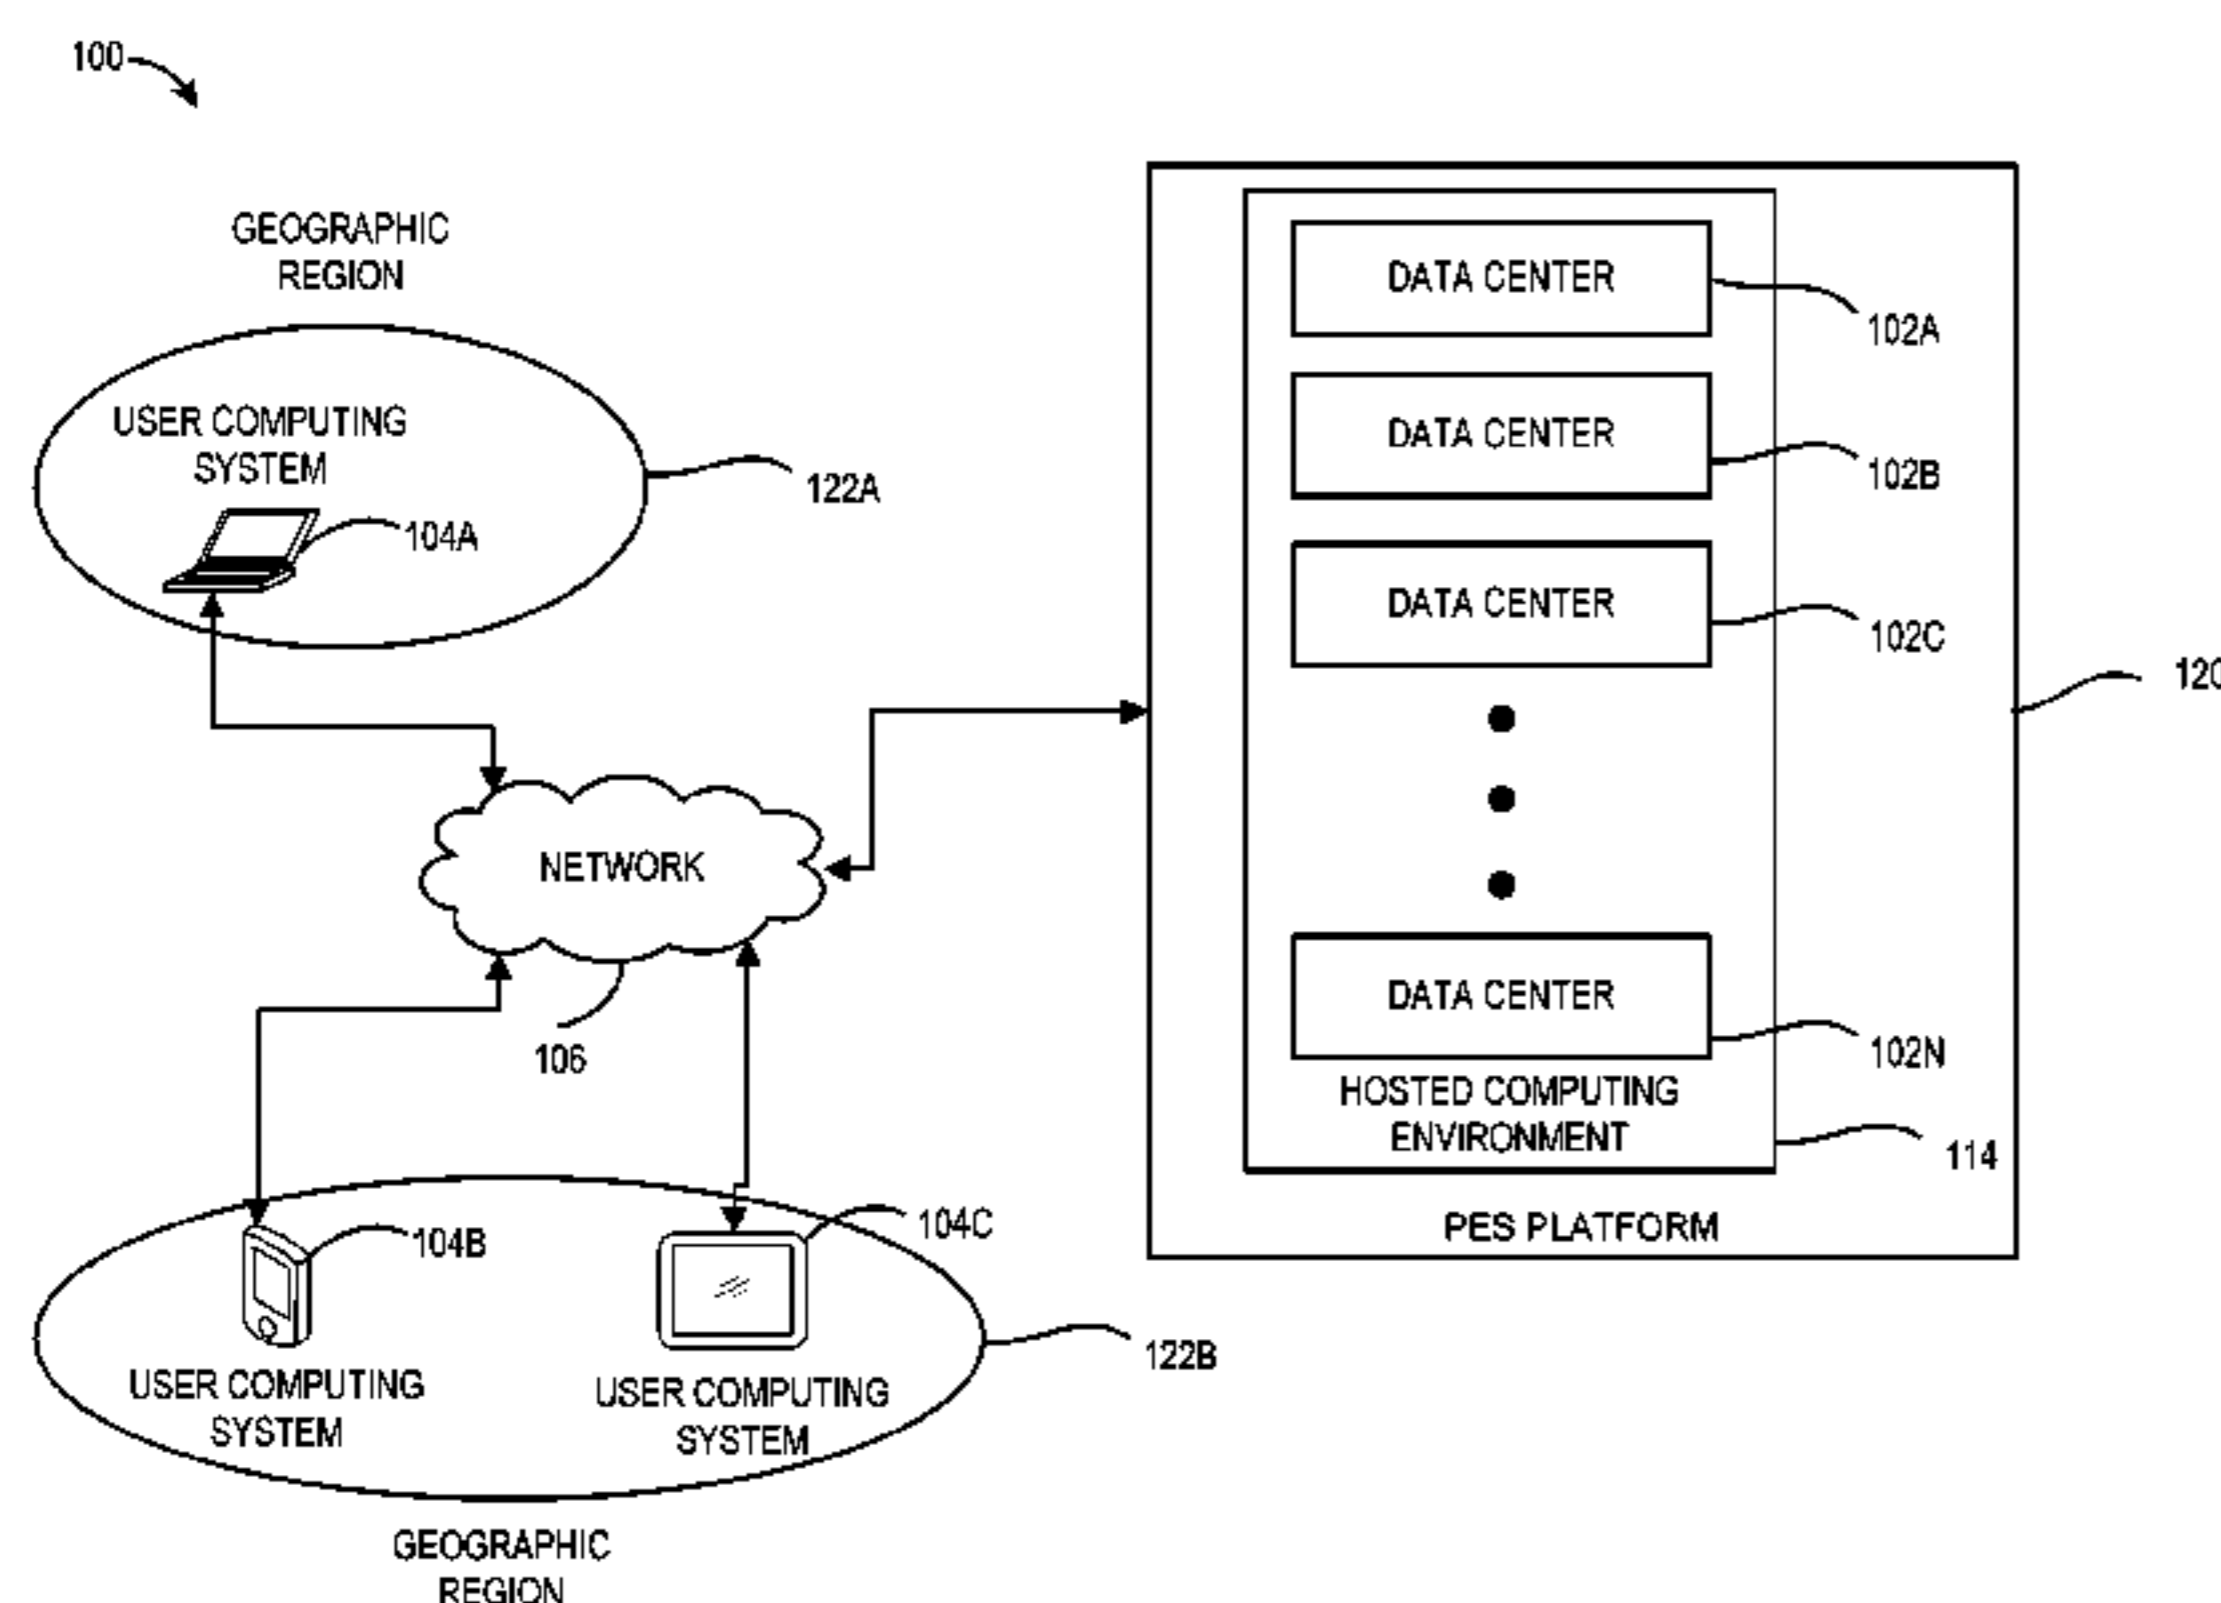 100
GEOGRAPHIC
REGION
USER COMPUTING
SYSTEM
104A
122A
NETWORK
106
104B
104C
USER COMPUTING
SYSTEM
USER COMPUTING
SYSTEM
122B
GEOGRAPHIC
REGION
DATA CENTER
102A
DATA CENTER
102B
DATA CENTER
102C
120
DATA CENTER
102N
HOSTED COMPUTING
ENVIRONMENT
114
PES PLATFORM